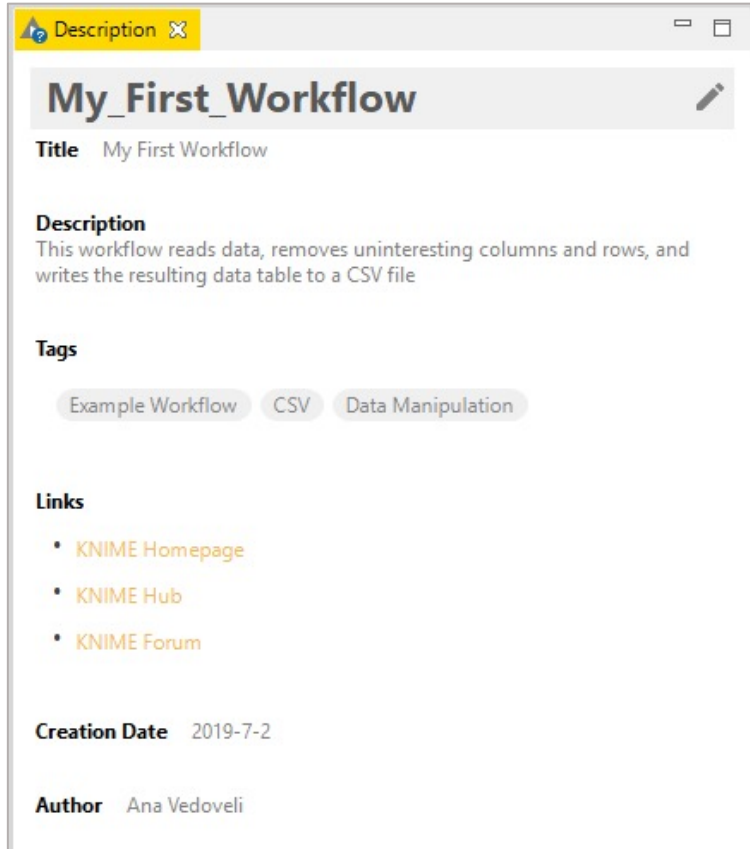 Description
My_First_Workflow
Title My First Workflow
Description
This workflow reads data, removes uninteresting columns and rows, and
writes the resulting data table to a CSV file
Tags
Example Workflow CSV Data Manipulation
Links
• KNIME Homepage
• KNIME Hub
• KNIME Forum
Creation Date 2019-7-2
Author Ana Vedoveli